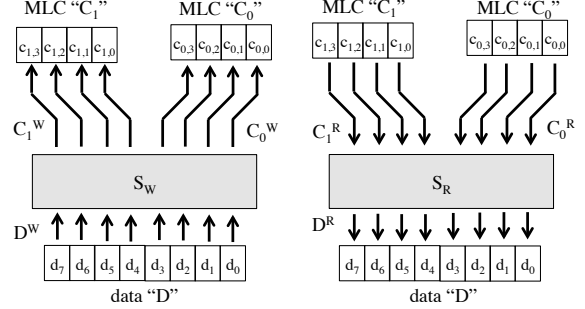 MLC “C₁” MLC “C₀” MLC “C₁” MLC “C₀”
c₁,₃ c₁,₂ c₁,₁ c₁,₀ c₀,₃ c₀,₂ c₀,₁ c₀,₀ c₁,₃ c₁,₂ c₁,₁ c₁,₀ c₀,₃ c₀,₂ c₀,₁ c₀,₀
C₁ᵂ C₀ᵂ C₁ᴿ C₀ᴿ
S_W S_R
Dᵂ Dᴿ
d₇ d₆ d₅ d₄ d₃ d₂ d₁ d₀ d₇ d₆ d₅ d₄ d₃ d₂ d₁ d₀
data “D” data “D”